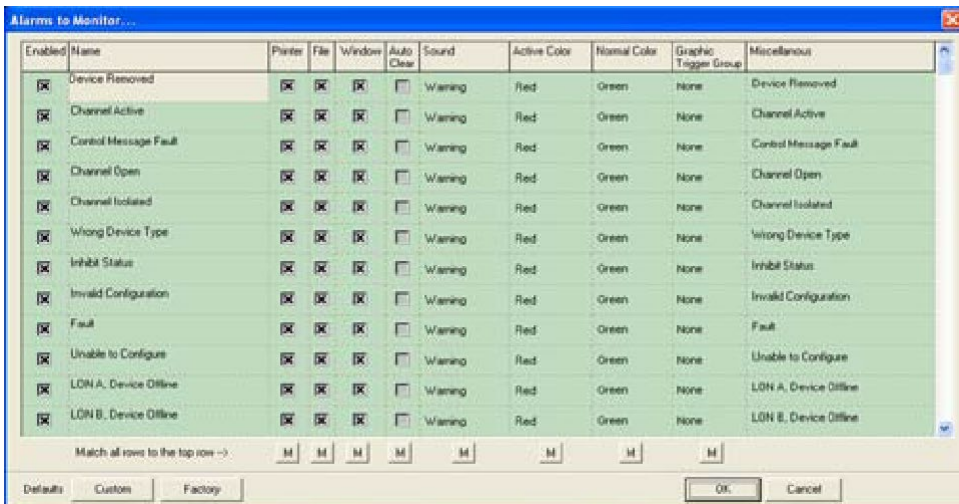 Alarms to Monitor...
Enabled Name Printer File Window Auto Clear Sound Active Color Normal Color Graphic Trigger Group Miscellanous
Device Removed Warning Red Green None Device Removed
Channel Active Warning Red Green None Channel Active
Control Message Fault Warning Red Green None Control Message Fault
Channel Open Warning Red Green None Channel Open
Channel Isolated Warning Red Green None Channel Isolated
Wrong Device Type Warning Red Green None Wrong Device Type
Inhibit Status Warning Red Green None Inhibit Status
Invalid Configuration Warning Red Green None Invalid Configuration
Fault Warning Red Green None Fault
Unable to Configure Warning Red Green None Unable to Configure
LON A, Device Offline Warning Red Green None LON A, Device Offline
LON B, Device Offline Warning Red Green None LON B, Device Offline
Match all rows to the top row --> M M M M M M M M
Defaults Custom Factory OK Cancel